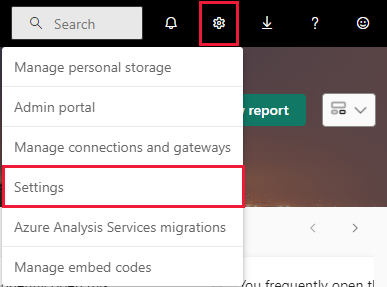 Search
?
Manage personal storage
Admin portal
y report
Manage connections and gateways
Settings
Azure Analysis Services migrations
Manage embed codes
You frequently open th